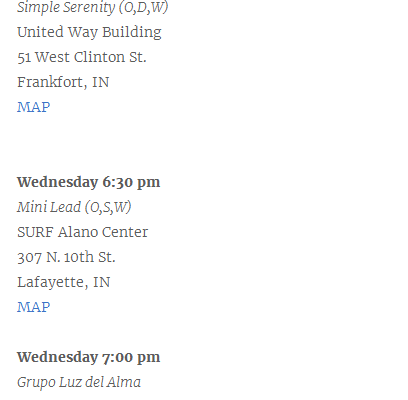 Simple Serenity (O,D,W)
United Way Building
51 West Clinton St.
Frankfort, IN
MAP
Wednesday 6:30 pm
Mini Lead (O,S,W)
SURF Alano Center
307 N. 10th St.
Lafayette, IN
MAP
Wednesday 7:00 pm
Grupo Luz del Alma